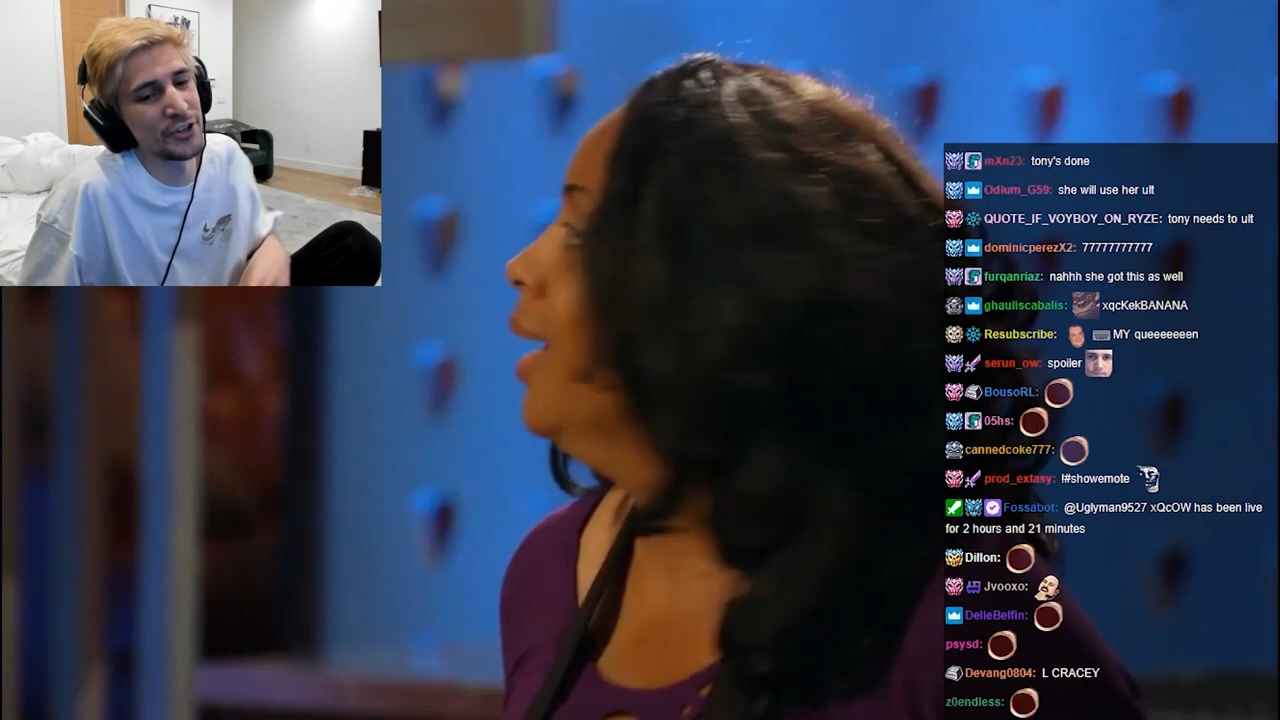 mXn23: tony's done
Odium_G59: she will use her ult
QUOTE_IF_VOYBOY_ON_RYZE: tony needs to ult
dominicperezX2: 77777777777
furqanriaz: nahhh she got this as well
ghauliscabalis: xqcKekBANANA
Resubscribe: MY queeeeeeen
serun_ow: spoiler
BousoRL:
05hs:
cannedcoke777:
prod_extasy: !#showemote
Fossabot: @Uglyman9527 xQcOW has been live
for 2 hours and 21 minutes
Dillon:
Jvooxo:
DelieBelfin:
psysd:
Devang0804: L CRACEY
z0endless: